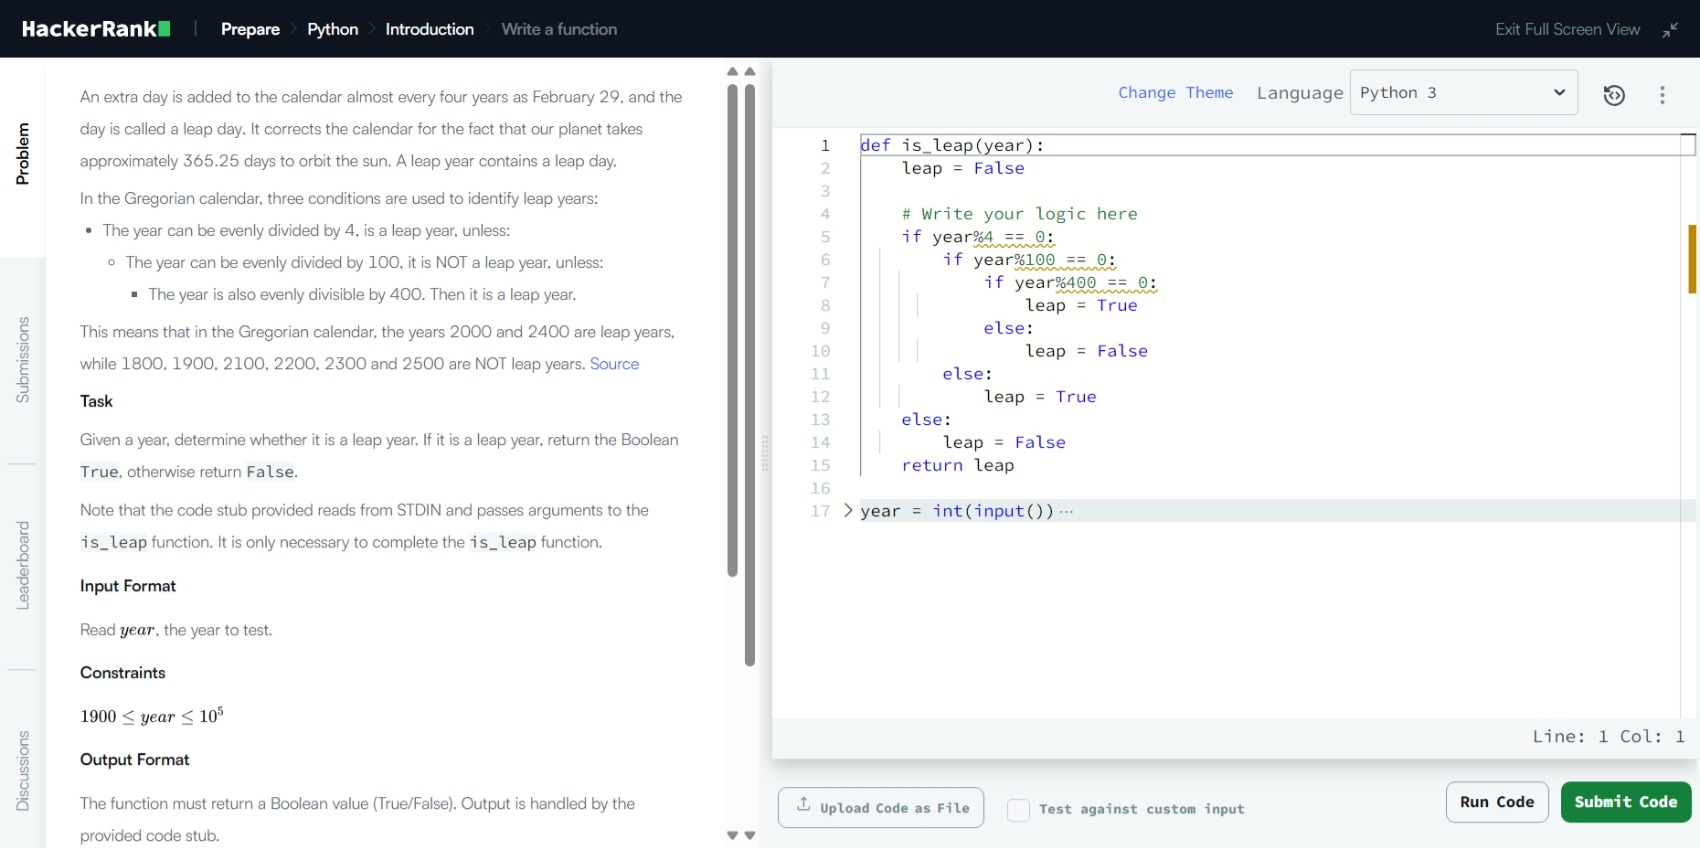 HackerRank
Prepare > Python > Introduction > Write a function
Exit Full Screen View
Problem
Submissions
Leaderboard
Discussions
An extra day is added to the calendar almost every four years as February 29, and the
day is called a leap day. It corrects the calendar for the fact that our planet takes
approximately 365.25 days to orbit the sun. A leap year contains a leap day.
In the Gregorian calendar, three conditions are used to identify leap years:
• The year can be evenly divided by 4, is a leap year, unless:
◦ The year can be evenly divided by 100, it is NOT a leap year, unless:
▪ The year is also evenly divisible by 400. Then it is a leap year.
This means that in the Gregorian calendar, the years 2000 and 2400 are leap years,
while 1800, 1900, 2100, 2200, 2300 and 2500 are NOT leap years. Source
Task
Given a year, determine whether it is a leap year. If it is a leap year, return the Boolean
True, otherwise return False.
Note that the code stub provided reads from STDIN and passes arguments to the
is_leap function. It is only necessary to complete the is_leap function.
Input Format
Read year, the year to test.
Constraints
1900 ≤ year ≤ 10⁵
Output Format
The function must return a Boolean value (True/False). Output is handled by the
provided code stub.
Change Theme Language Python 3
1 def is_leap(year):
2     leap = False
3
4     # Write your logic here
5     if year%4 == 0:
6         if year%100 == 0:
7             if year%400 == 0:
8                 leap = True
9             else:
10                 leap = False
11         else:
12             leap = True
13     else:
14         leap = False
15     return leap
16
17 > year = int(input()) ···
Line: 1 Col: 1
Upload Code as File
Test against custom input
Run Code
Submit Code